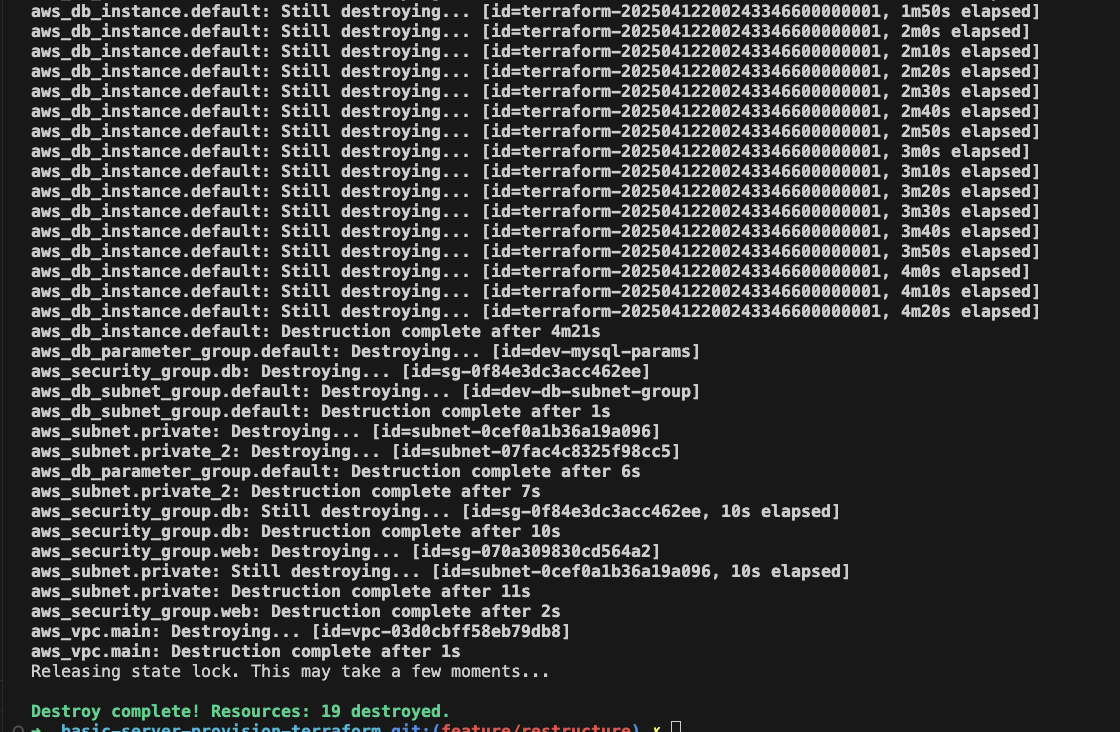 aws_db_instance.default: Still destroying... [id=terraform-20250412200243346600000001, 1m50s elapsed]
aws_db_instance.default: Still destroying... [id=terraform-20250412200243346600000001, 2m0s elapsed]
aws_db_instance.default: Still destroying... [id=terraform-20250412200243346600000001, 2m10s elapsed]
aws_db_instance.default: Still destroying... [id=terraform-20250412200243346600000001, 2m20s elapsed]
aws_db_instance.default: Still destroying... [id=terraform-20250412200243346600000001, 2m30s elapsed]
aws_db_instance.default: Still destroying... [id=terraform-20250412200243346600000001, 2m40s elapsed]
aws_db_instance.default: Still destroying... [id=terraform-20250412200243346600000001, 2m50s elapsed]
aws_db_instance.default: Still destroying... [id=terraform-20250412200243346600000001, 3m0s elapsed]
aws_db_instance.default: Still destroying... [id=terraform-20250412200243346600000001, 3m10s elapsed]
aws_db_instance.default: Still destroying... [id=terraform-20250412200243346600000001, 3m20s elapsed]
aws_db_instance.default: Still destroying... [id=terraform-20250412200243346600000001, 3m30s elapsed]
aws_db_instance.default: Still destroying... [id=terraform-20250412200243346600000001, 3m40s elapsed]
aws_db_instance.default: Still destroying... [id=terraform-20250412200243346600000001, 3m50s elapsed]
aws_db_instance.default: Still destroying... [id=terraform-20250412200243346600000001, 4m0s elapsed]
aws_db_instance.default: Still destroying... [id=terraform-20250412200243346600000001, 4m10s elapsed]
aws_db_instance.default: Still destroying... [id=terraform-20250412200243346600000001, 4m20s elapsed]
aws_db_instance.default: Destruction complete after 4m21s
aws_db_parameter_group.default: Destroying... [id=dev-mysql-params]
aws_security_group.db: Destroying... [id=sg-0f84e3dc3acc462ee]
aws_db_subnet_group.default: Destroying... [id=dev-db-subnet-group]
aws_db_subnet_group.default: Destruction complete after 1s
aws_subnet.private: Destroying... [id=subnet-0cef0a1b36a19a096]
aws_subnet.private_2: Destroying... [id=subnet-07fac4c8325f98cc5]
aws_db_parameter_group.default: Destruction complete after 6s
aws_subnet.private_2: Destruction complete after 7s
aws_security_group.db: Still destroying... [id=sg-0f84e3dc3acc462ee, 10s elapsed]
aws_security_group.db: Destruction complete after 10s
aws_security_group.web: Destroying... [id=sg-070a309830cd564a2]
aws_subnet.private: Still destroying... [id=subnet-0cef0a1b36a19a096, 10s elapsed]
aws_subnet.private: Destruction complete after 11s
aws_security_group.web: Destruction complete after 2s
aws_vpc.main: Destroying... [id=vpc-03d0cbff58eb79db8]
aws_vpc.main: Destruction complete after 1s
Releasing state lock. This may take a few moments...
Destroy complete! Resources: 19 destroyed.
➜ basic-server-provision-terraform git:(feature/restructure) ✗